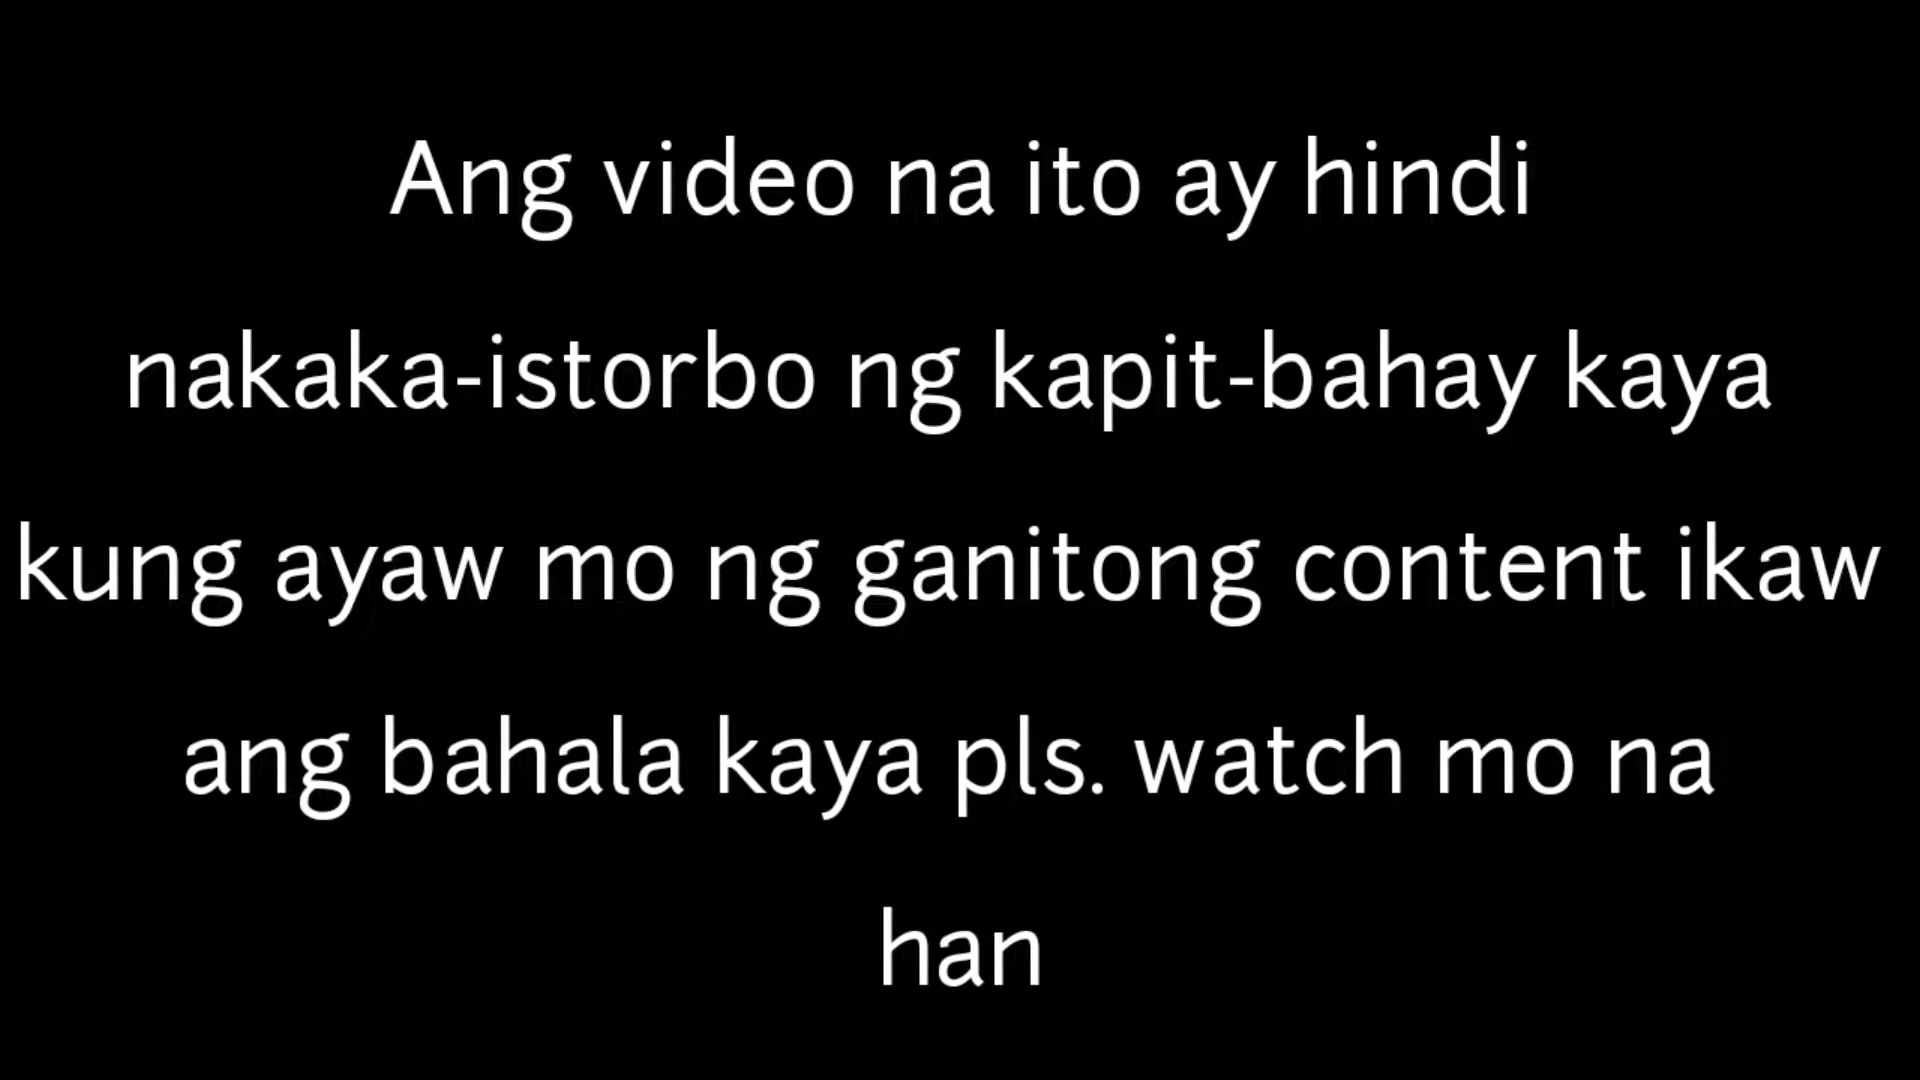 Ang video na ito ay hindi
nakaka-istorbo ng kapit-bahay kaya
kung ayaw mo ng ganitong content ikaw
ang bahala kaya pls. watch mo na
han